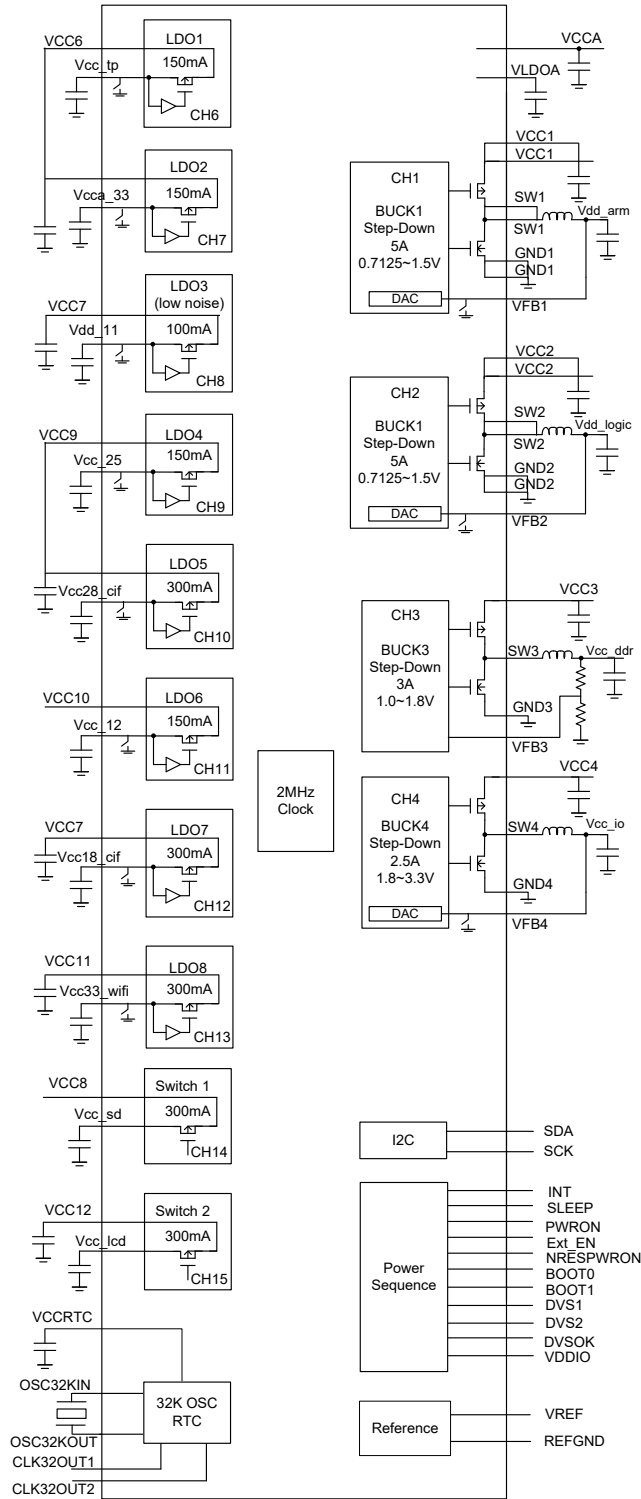 VCC6
LDO1
Vcc_tp
150mA
CH6
LDO2
Vcca_33
150mA
CH7
LDO3
(low noise)
VCC7
Vdd_11
100mA
CH8
VCC9
LDO4
Vcc_25
150mA
CH9
LDO5
Vcc28_cif
300mA
CH10
VCC10
LDO6
Vcc_12
150mA
CH11
VCC7
LDO7
Vcc18_cif
300mA
CH12
VCC11
LDO8
Vcc33_wifi
300mA
CH13
VCC8
Switch 1
Vcc_sd
300mA
CH14
VCC12
Switch 2
Vcc_lcd
300mA
CH15
VCCRTC
OSC32KIN
32K OSC
RTC
OSC32KOUT
CLK32OUT1
CLK32OUT2
2MHz
Clock
VCCA
VLDOA
VCC1
VCC1
CH1
BUCK1
Step-Down
5A
0.7125~1.5V
DAC
SW1
SW1
Vdd_arm
GND1
GND1
VFB1
VCC2
VCC2
CH2
BUCK1
Step-Down
5A
0.7125~1.5V
DAC
SW2
SW2
Vdd_logic
GND2
GND2
VFB2
VCC3
CH3
BUCK3
Step-Down
3A
1.0~1.8V
SW3
Vcc_ddr
GND3
VFB3
VCC4
CH4
BUCK4
Step-Down
2.5A
1.8~3.3V
DAC
SW4
Vcc_io
GND4
VFB4
I2C
SDA
SCK
Power
Sequence
INT
SLEEP
PWRON
Ext_EN
NRESPWRON
BOOT0
BOOT1
DVS1
DVS2
DVSOK
VDDIO
Reference
VREF
REFGND